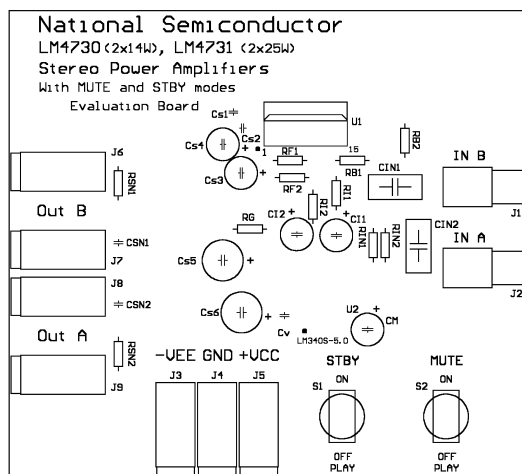 National Semiconductor
LM4730 (2x14W), LM4731 (2x25W)
Stereo Power Amplifiers
With MUTE and STBY modes
Evaluation Board
Cs1
Cs2
U1
Cs4
1
15
RF1
RB2
J6
Cs3
RB1
CIN1
IN B
RSN1
RF2
RI1
J1
Out B
RI2
CI2
CI1
RG
RIN1
RIN2
CIN2
IN A
CSN1
J7
Cs5
J8
J2
CSN2
Cs6
U2
Cv
LM340S-5.0
CM
Out A
RSN2
-VEE GND +VCC
STBY
MUTE
J3
J4
J5
ON
ON
J9
S1
S2
OFF
PLAY
OFF
PLAY